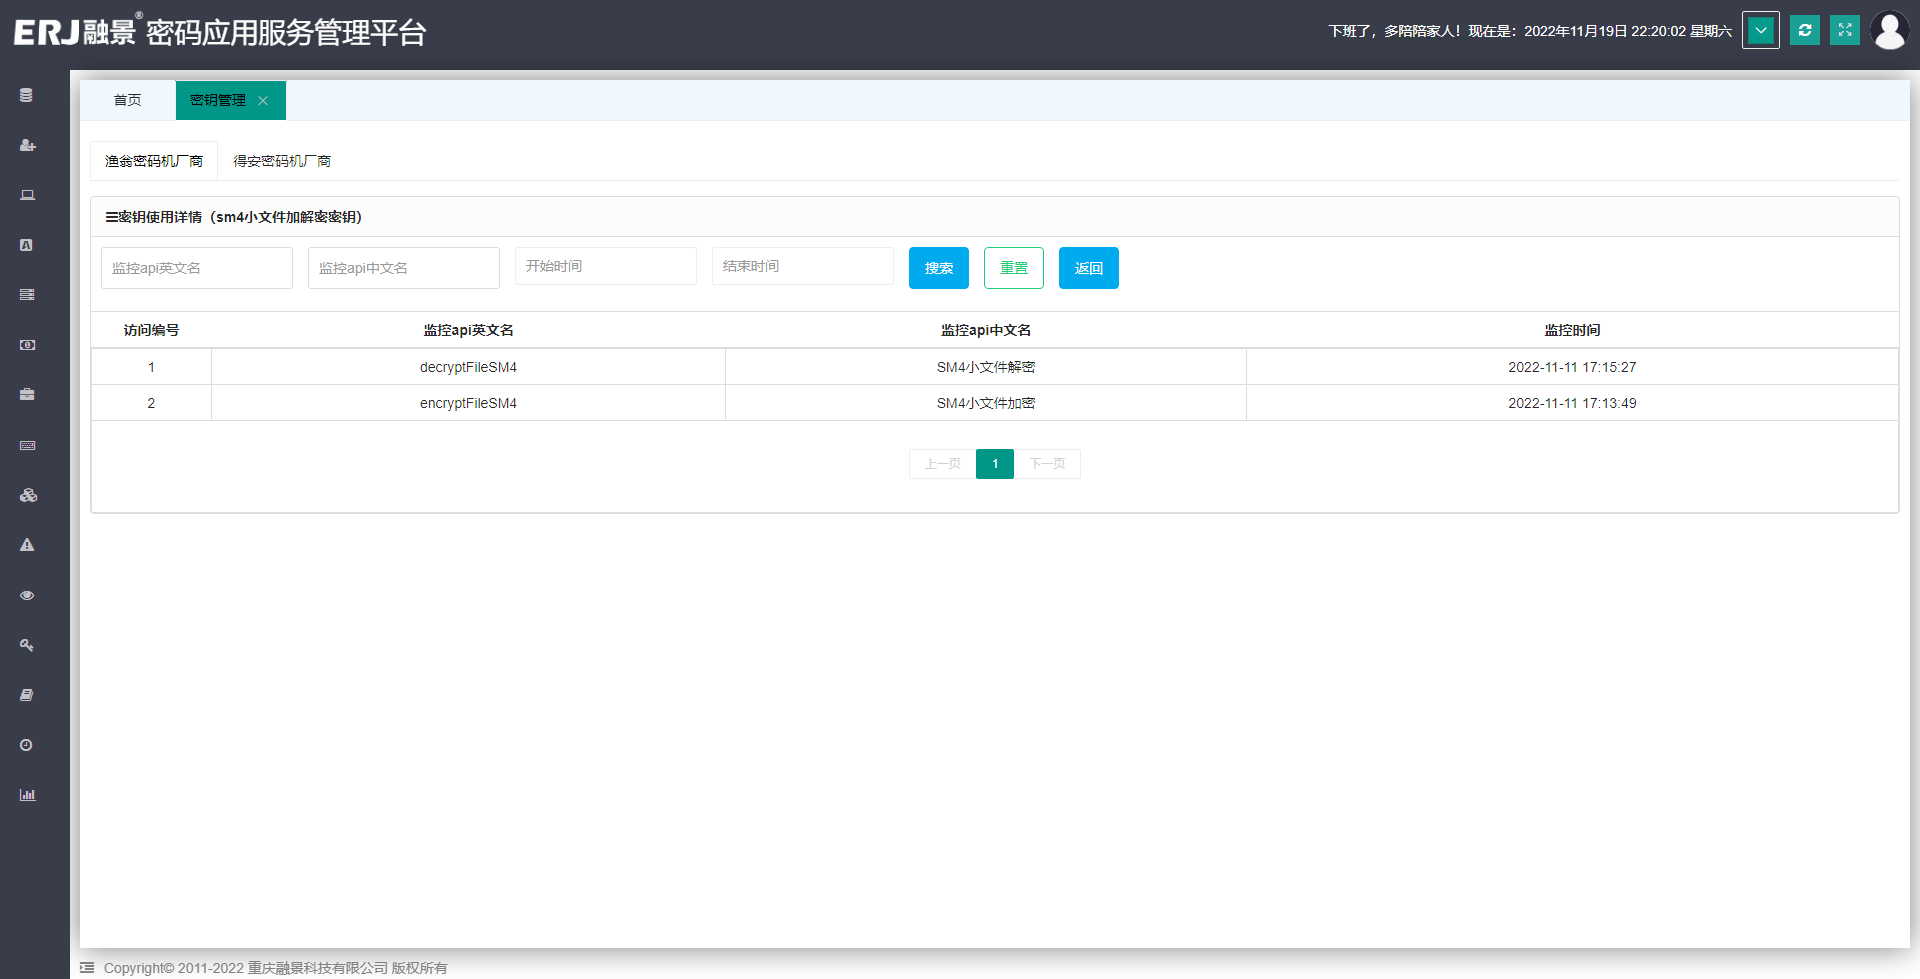 ERJ融景® 密码应用服务管理平台
下班了，多陪陪家人！现在是：2022年11月19日 22:20:02 星期六
首页 密钥管理
渔翁密码机厂商 得安密码机厂商
密钥使用详情（sm4小文件加解密密钥）
监控api英文名 监控api中文名 开始时间 结束时间 搜索 重置 返回
访问编号 监控api英文名 监控api中文名 监控时间
1 decryptFileSM4 SM4小文件解密 2022-11-11 17:15:27
2 encryptFileSM4 SM4小文件加密 2022-11-11 17:13:49
上一页 1 下一页
Copyright© 2011-2022 重庆融景科技有限公司 版权所有